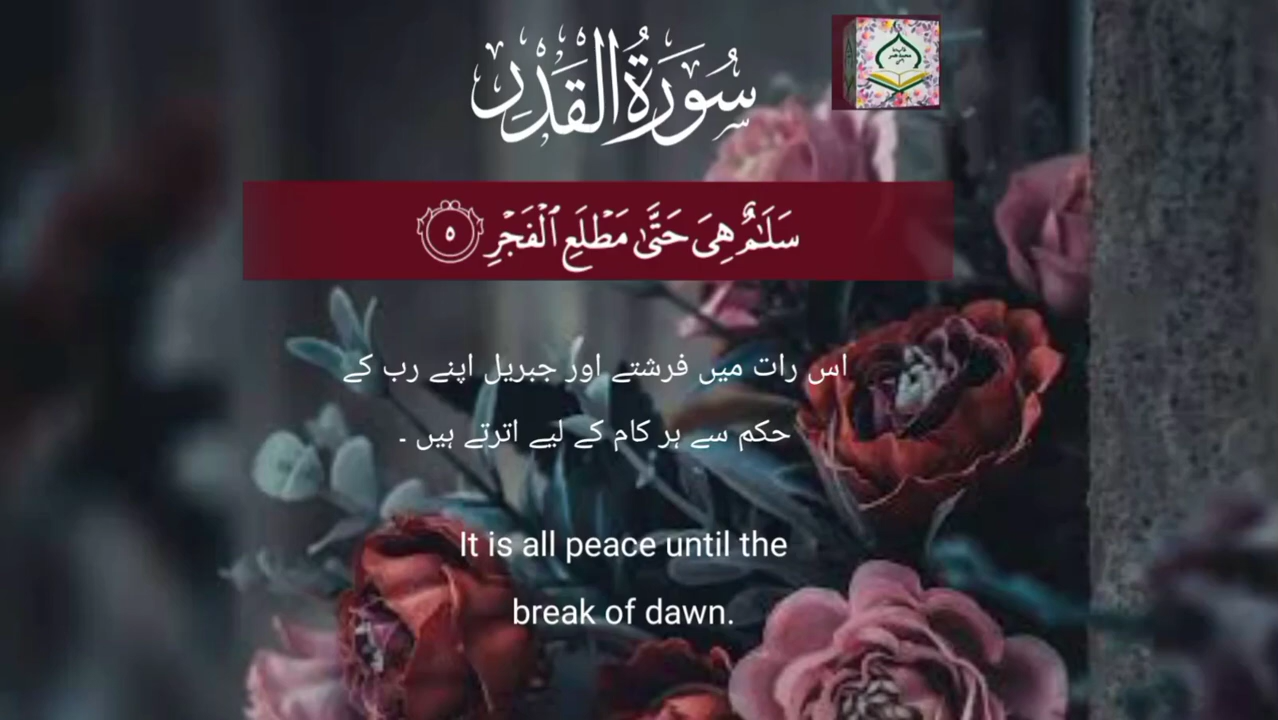 سُورَةُ الْقَدْرِ
سَلَـٰمٌ هِىَ حَتَّىٰ مَطْلَعِ ٱلْفَجْرِ ٥
اس رات میں فرشتے اور جبریل اپنے رب کے
حکم سے ہر کام کے لیے اترتے ہیں ۔
It is all peace until the
break of dawn.